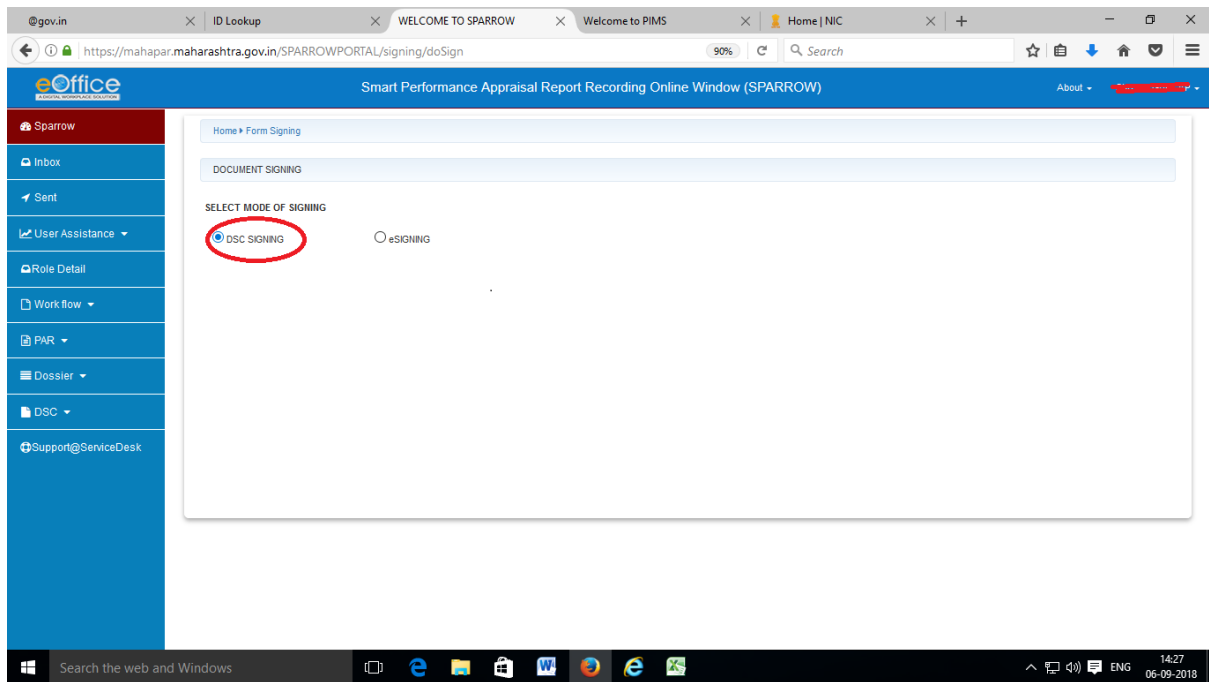 @gov.in
ID Lookup
WELCOME TO SPARROW
Welcome to PIMS
Home | NIC
https://mahapar.maharashtra.gov.in/SPARROWPORTAL/signing/doSign
90%
Search
eOffice
A DIGITAL WORKPLACE SOLUTION
Smart Performance Appraisal Report Recording Online Window (SPARROW)
About
Sparrow
Inbox
Sent
User Assistance
Role Detail
Work flow
PAR
Dossier
DSC
Support@ServiceDesk
Home Form Signing
DOCUMENT SIGNING
SELECT MODE OF SIGNING
DSC SIGNING
eSIGNING
Search the web and Windows
ENG
14:27
06-09-2018